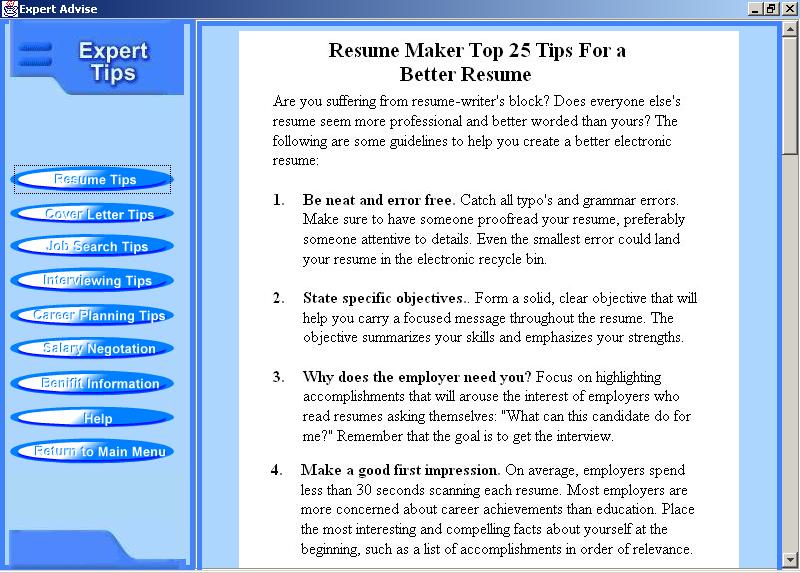 Expert Advise
Expert
Tips
Resume Tips
Cover Letter Tips
Job Search Tips
Interviewing Tips
Career Planning Tips
Salary Negotation
Benifit Information
Help
Return to Main Menu
Resume Maker Top 25 Tips For a
Better Resume
Are you suffering from resume-writer's block? Does everyone else's
resume seem more professional and better worded than yours? The
following are some guidelines to help you create a better electronic
resume:
1. Be neat and error free. Catch all typo's and grammar errors.
Make sure to have someone proofread your resume, preferably
someone attentive to details. Even the smallest error could land
your resume in the electronic recycle bin.
2. State specific objectives.. Form a solid, clear objective that will
help you carry a focused message throughout the resume. The
objective summarizes your skills and emphasizes your strengths.
3. Why does the employer need you? Focus on highlighting
accomplishments that will arouse the interest of employers who
read resumes asking themselves: "What can this candidate do for
me?" Remember that the goal is to get the interview.
4. Make a good first impression. On average, employers spend
less than 30 seconds scanning each resume. Most employers are
more concerned about career achievements than education. Place
the most interesting and compelling facts about yourself at the
beginning, such as a list of accomplishments in order of relevance.